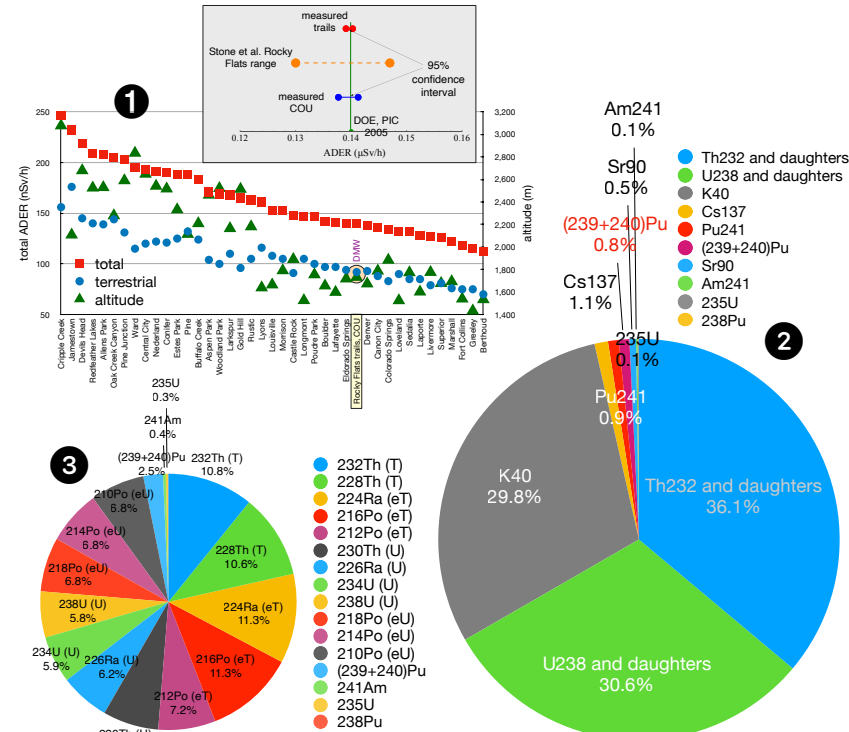 measured
trails
Stone et al. Rocky
Flats range
95%
confidence
interval
measured
COU
DOE, PIC
2005
0.12
0.13
0.14
0.15
0.16
ADER (μSv/h)
1
250
200
150
100
50
total ADER (nSv/h)
3,200
3,000
2,800
2,600
2,400
2,200
2,000
1,800
1,600
1,400
altitude (m)
DMW
total
terrestrial
altitude
Cripple Creek
Jamestown
Devils Head
Redfeather Lakes
Allens Park
Oak Creek Canyon
Pine Junction
Ward
Central City
Nederland
Conifer
Estes Park
Pine
Buffalo Creek
Aspen Park
Woodland Park
Larkspur
Gold Hill
Rustic
Lyons
Louisville
Morrison
Castle Rock
Longmont
Poudre Park
Boulder
Lafayette
Eldorado Springs
Rocky Flats trails, COU
Denver
Canon City
Colorado Springs
Loveland
Sedalia
Laporte
Livermore
Superior
Marshall
Fort Collins
Greeley
Berthoud
Am241
0.1%
Sr90
0.5%
(239+240)Pu
0.8%
Cs137
1.1%
235U
0.1%
Pu241
0.9%
K40
29.8%
Th232 and daughters
36.1%
U238 and daughters
30.6%
Th232 and daughters
U238 and daughters
K40
Cs137
Pu241
(239+240)Pu
Sr90
Am241
235U
238Pu
2
3
235U
0.3%
241Am
0.4%
(239+240)Pu
2.5%
232Th (T)
10.8%
210Po (eU)
6.8%
228Th (T)
10.6%
214Po (eU)
6.8%
218Po (eU)
6.8%
224Ra (eT)
11.3%
238U (U)
5.8%
234U (U)
5.9%
226Ra (U)
6.2%
216Po (eT)
11.3%
212Po (eT)
7.2%
232Th (T)
228Th (T)
224Ra (eT)
216Po (eT)
212Po (eT)
230Th (U)
226Ra (U)
234U (U)
238U (U)
218Po (eU)
214Po (eU)
210Po (eU)
(239+240)Pu
241Am
235U
238Pu